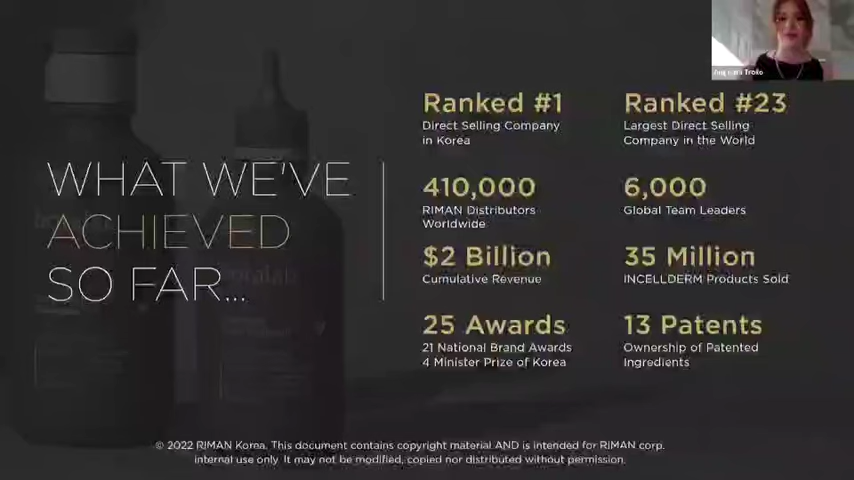 WHAT WE'VE
ACHIEVED
SO FAR...
Ranked #1
Direct Selling Company
in Korea
Ranked #23
Largest Direct Selling
Company in the World
410,000
RIMAN Distributors
Worldwide
6,000
Global Team Leaders
$2 Billion
Cumulative Revenue
35 Million
INCELLDERM Products Sold
25 Awards
21 National Brand Awards
4 Minister Prize of Korea
13 Patents
Ownership of Patented
Ingredients
© 2022 RIMAN Korea. This document contains copyright material AND is intended for RIMAN corp.
internal use only. It may not be modified, copied nor distributed without permission.